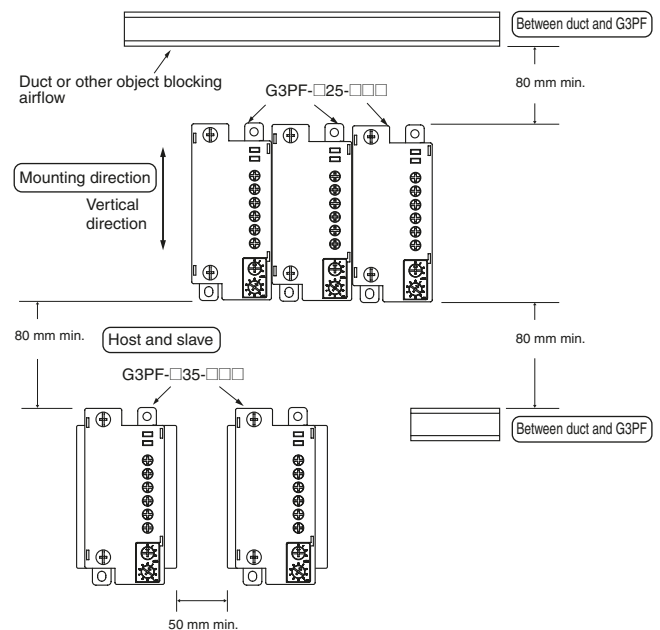 Between duct and G3PF
Duct or other object blocking
airflow
80 mm min.
G3PF-□25-□□□
Mounting direction
Vertical
direction
80 mm min.
Host and slave
80 mm min.
G3PF-□35-□□□
Between duct and G3PF
50 mm min.